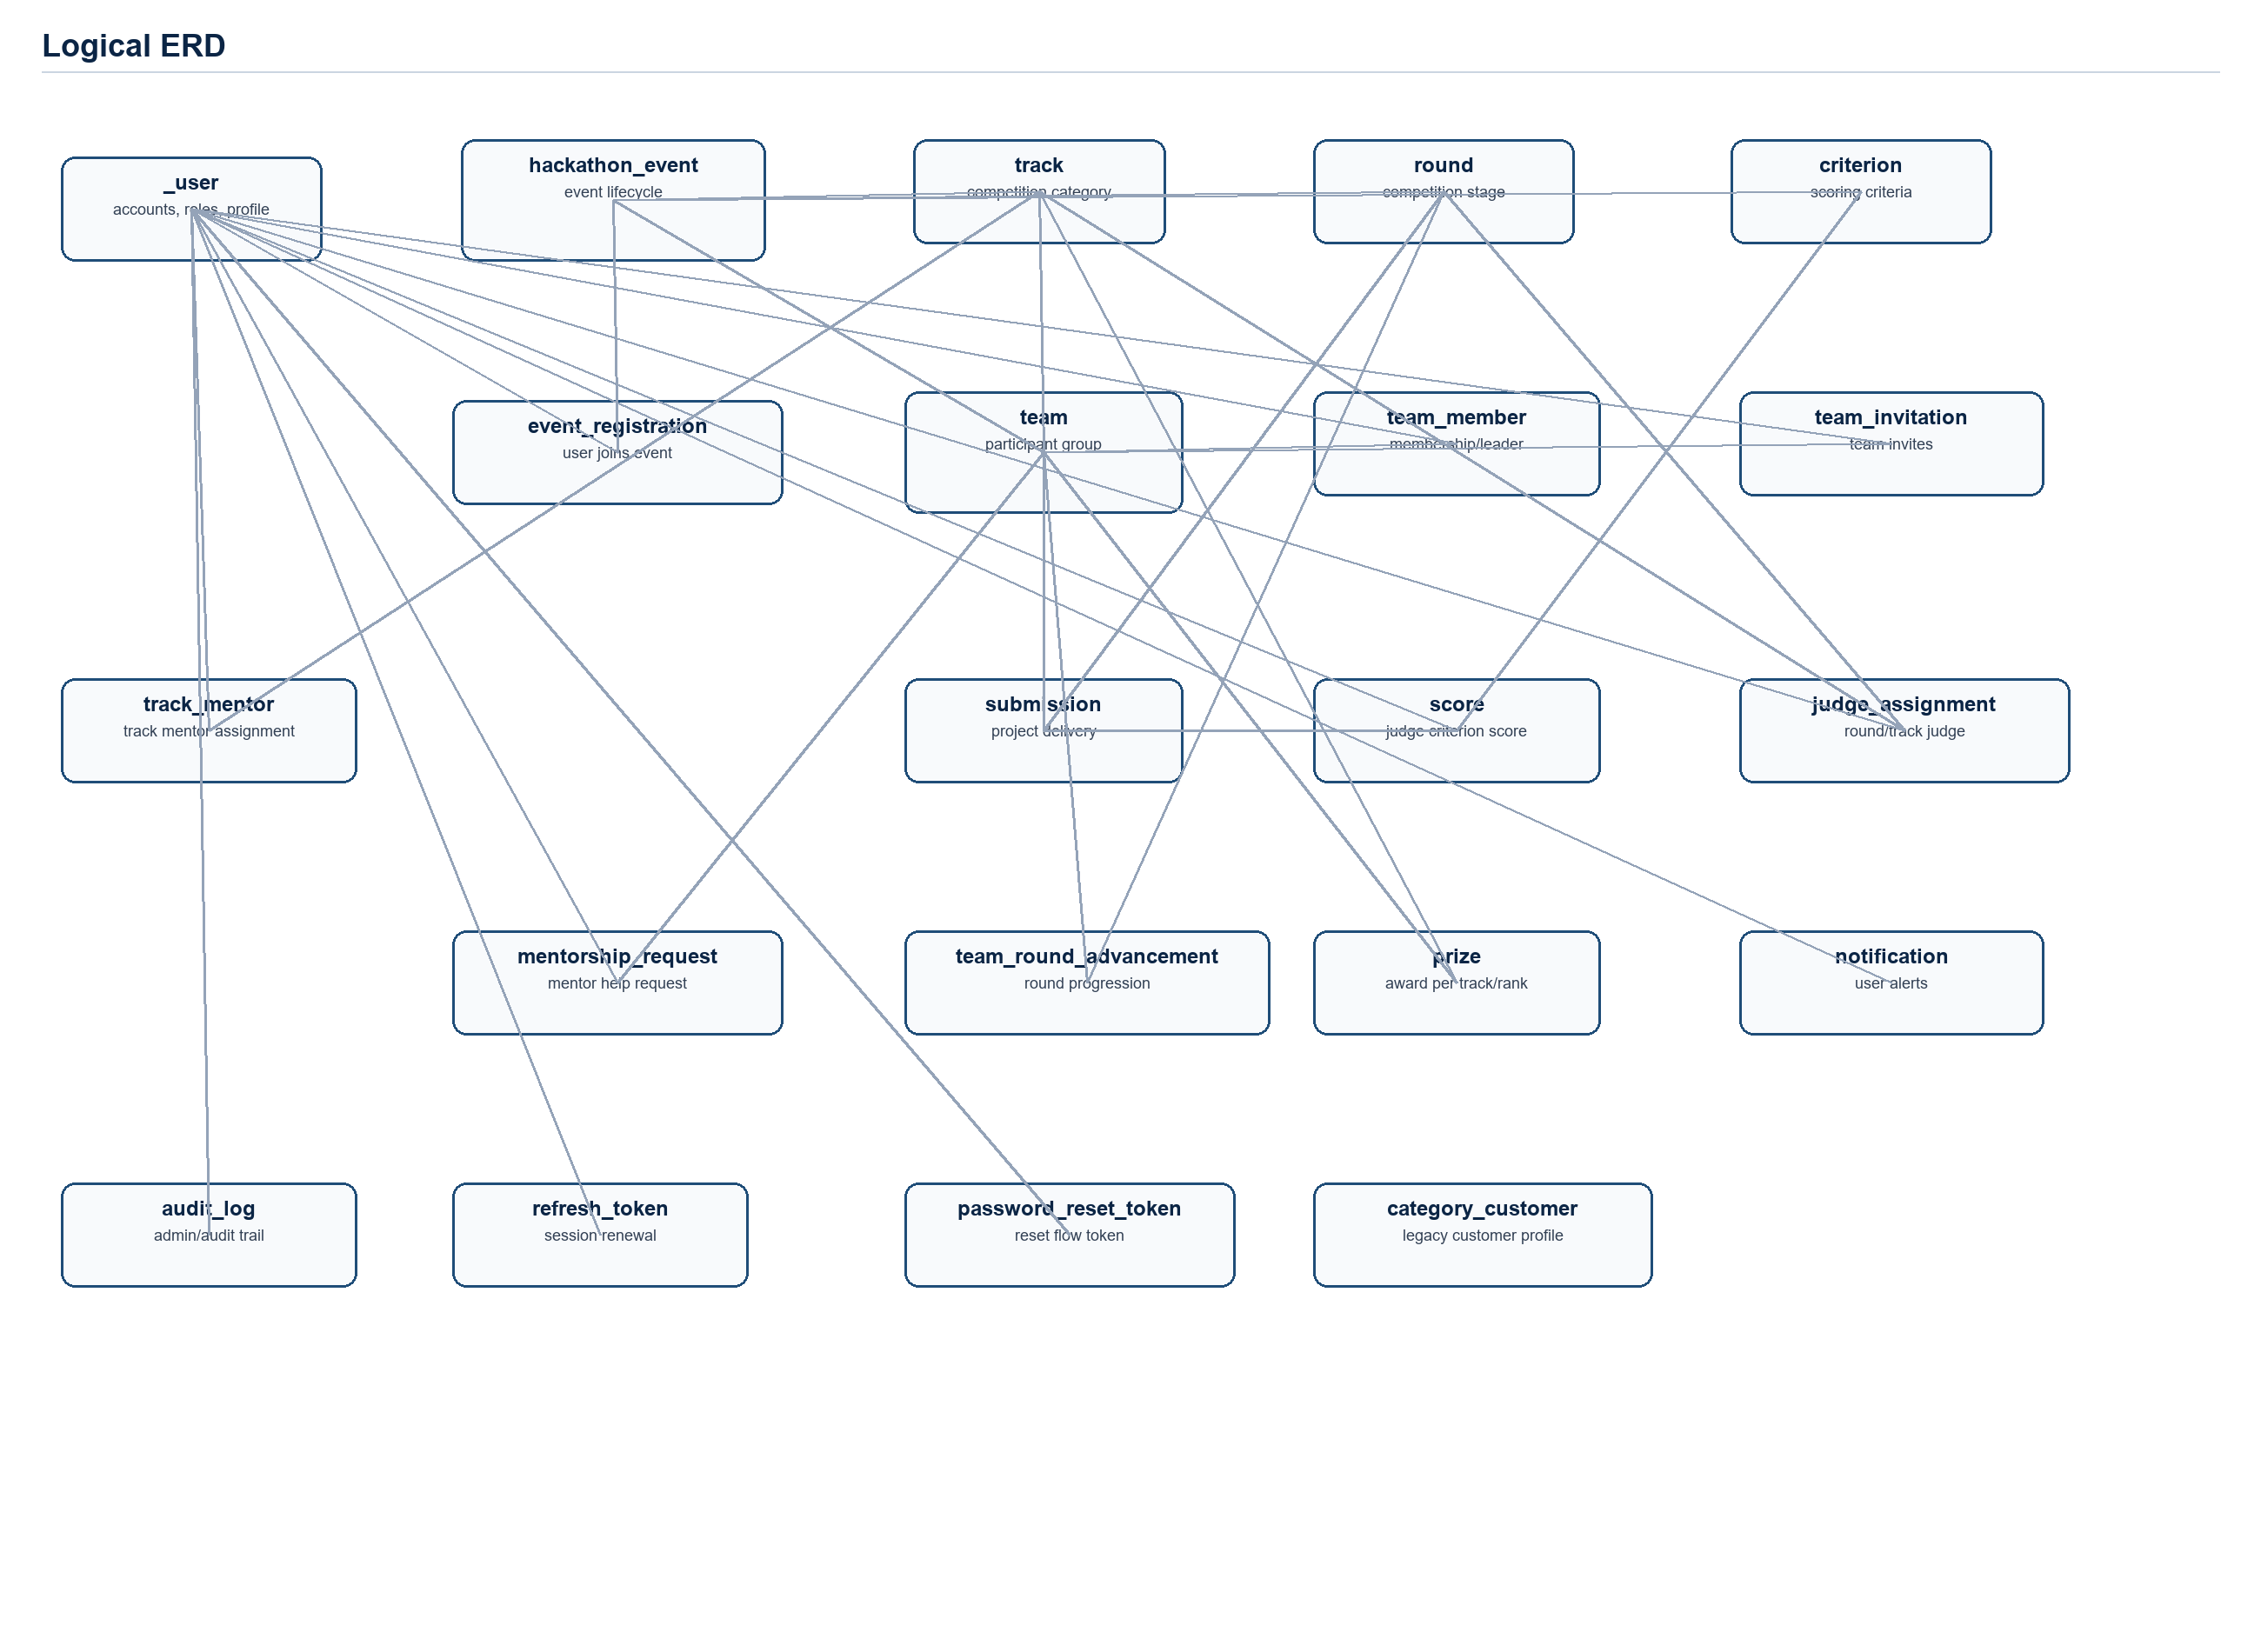 Logical ERD
_user
accounts, roles, profile
hackathon_event
event lifecycle
track
competition category
round
competition stage
criterion
scoring criteria
event_registration
user joins event
team
participant group
team_member
membership/leader
team_invitation
team invites
track_mentor
track mentor assignment
submission
project delivery
score
judge criterion score
judge_assignment
round/track judge
mentorship_request
mentor help request
team_round_advancement
round progression
prize
award per track/rank
notification
user alerts
audit_log
admin/audit trail
refresh_token
session renewal
password_reset_token
reset flow token
category_customer
legacy customer profile